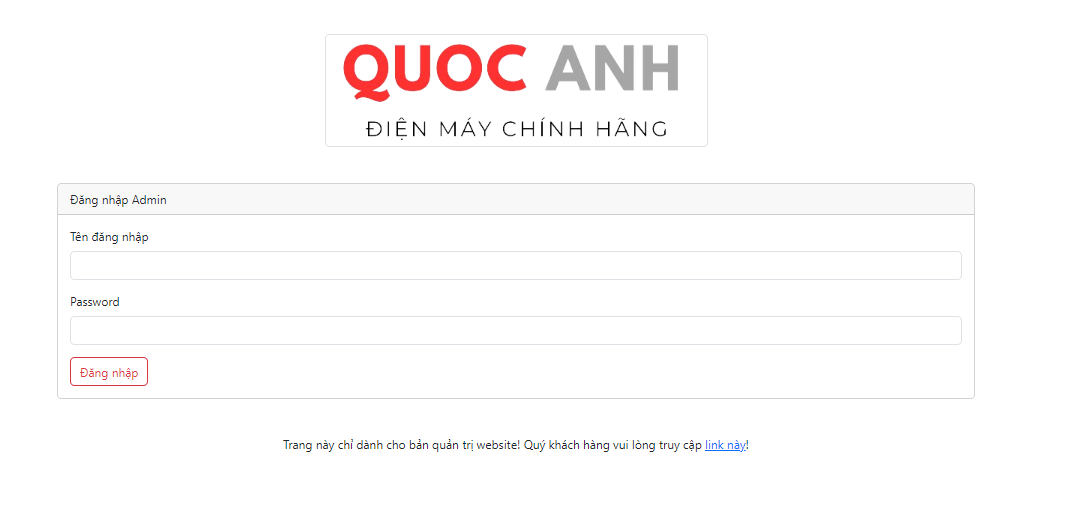 QUOC ANH
ĐIỆN MÁY CHÍNH HÃNG
Đăng nhập Admin
Tên đăng nhập
Password
Đăng nhập
Trang này chỉ dành cho bản quản trị website! Quý khách hàng vui lòng truy cập link này!